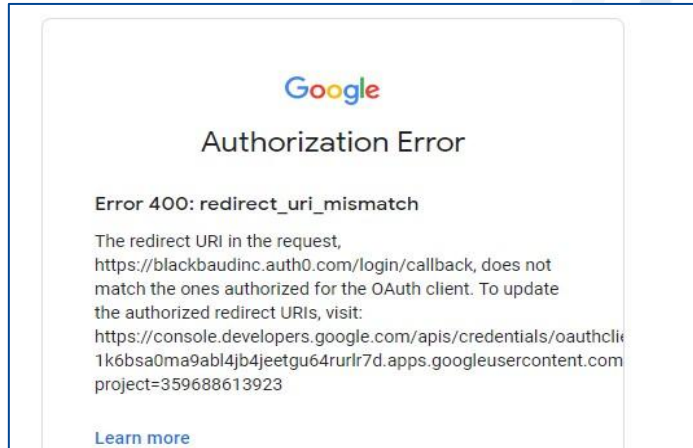 Google
Authorization Error
Error 400: redirect_uri_mismatch
The redirect URI in the request,
https://blackbaudinc.auth0.com/login/callback, does not
match the ones authorized for the OAuth client. To update
the authorized redirect URIs, visit:
https://console.developers.google.com/apis/credentials/oauthclie
1k6bsa0ma9abl4jb4jeetgu64rurlr7d.apps.googleusercontent.com
project=359688613923
Learn more